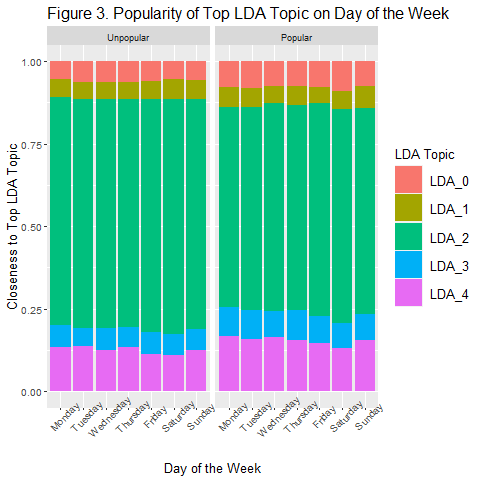 Figure 3. Popularity of Top LDA Topic on Day of the Week
Unpopular
Popular
Closeness to Top LDA Topic
1.00
0.75
0.50
0.25
0.00
Monday
Tuesday
Wednesday
Thursday
Friday
Saturday
Sunday
Monday
Tuesday
Wednesday
Thursday
Friday
Saturday
Sunday
Day of the Week
LDA Topic
LDA_0
LDA_1
LDA_2
LDA_3
LDA_4